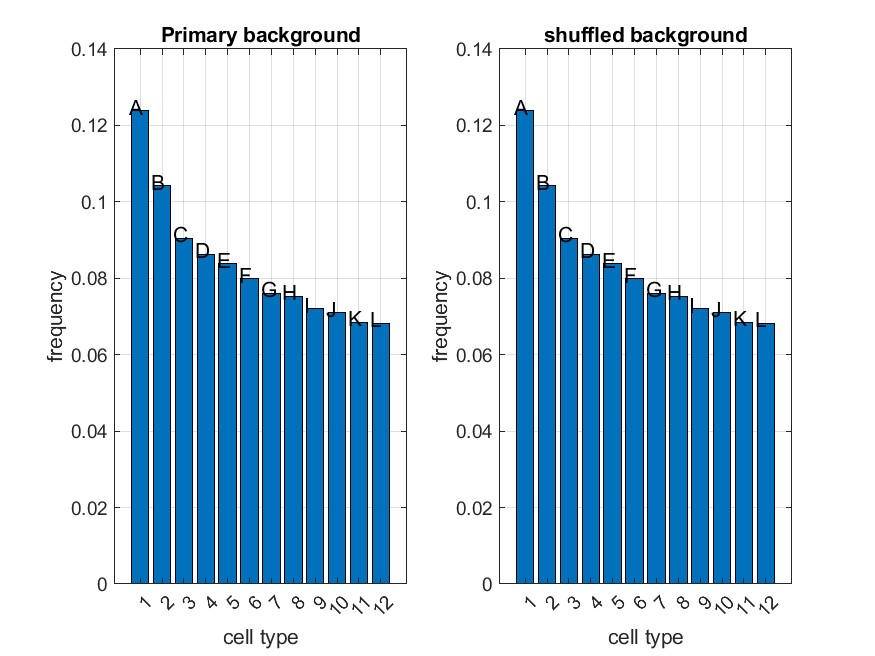 Primary background
0.14
0.12
0.1
0.08
0.06
0.04
0.02
0
frequency
A
B
C
D
E
F
G
H
I
J
K
L
1 2 3 4 5 6 7 8 9 10 11 12
cell type
shuffled background
0.14
0.12
0.1
0.08
0.06
0.04
0.02
0
frequency
A
B
C
D
E
F
G
H
I
J
K
L
1 2 3 4 5 6 7 8 9 10 11 12
cell type